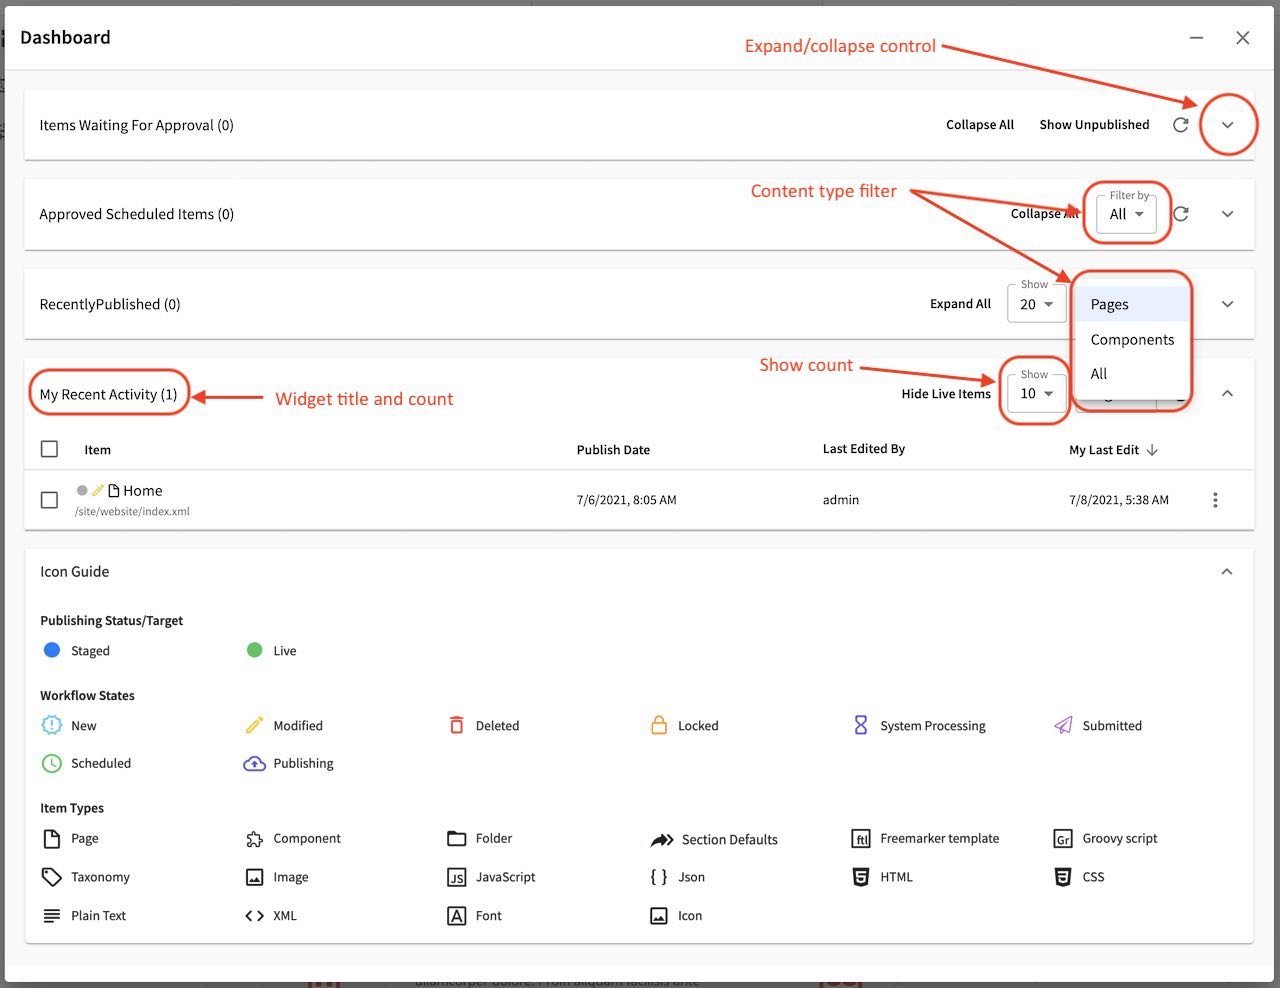 Dashboard
Expand/collapse control
Items Waiting For Approval (0)
Collapse All
Show Unpublished
Content type filter
Approved Scheduled Items (0)
Collapse All
Filter by
All
RecentlyPublished (0)
Expand All
Show
20
Pages
Components
All
Show count
My Recent Activity (1)
Widget title and count
Hide Live Items
Show
10
Item
Publish Date
Last Edited By
My Last Edit
Home
/site/website/index.xml
7/6/2021, 8:05 AM
admin
7/8/2021, 5:38 AM
Icon Guide
Publishing Status/Target
Staged
Live
Workflow States
New
Modified
Deleted
Locked
System Processing
Submitted
Scheduled
Publishing
Item Types
Page
Component
Folder
Section Defaults
ftl
Freemarker template
Gr
Groovy script
Taxonomy
Image
JS
JavaScript
{ }
Json
5
HTML
CSS
Plain Text
<>
XML
A
Font
Icon